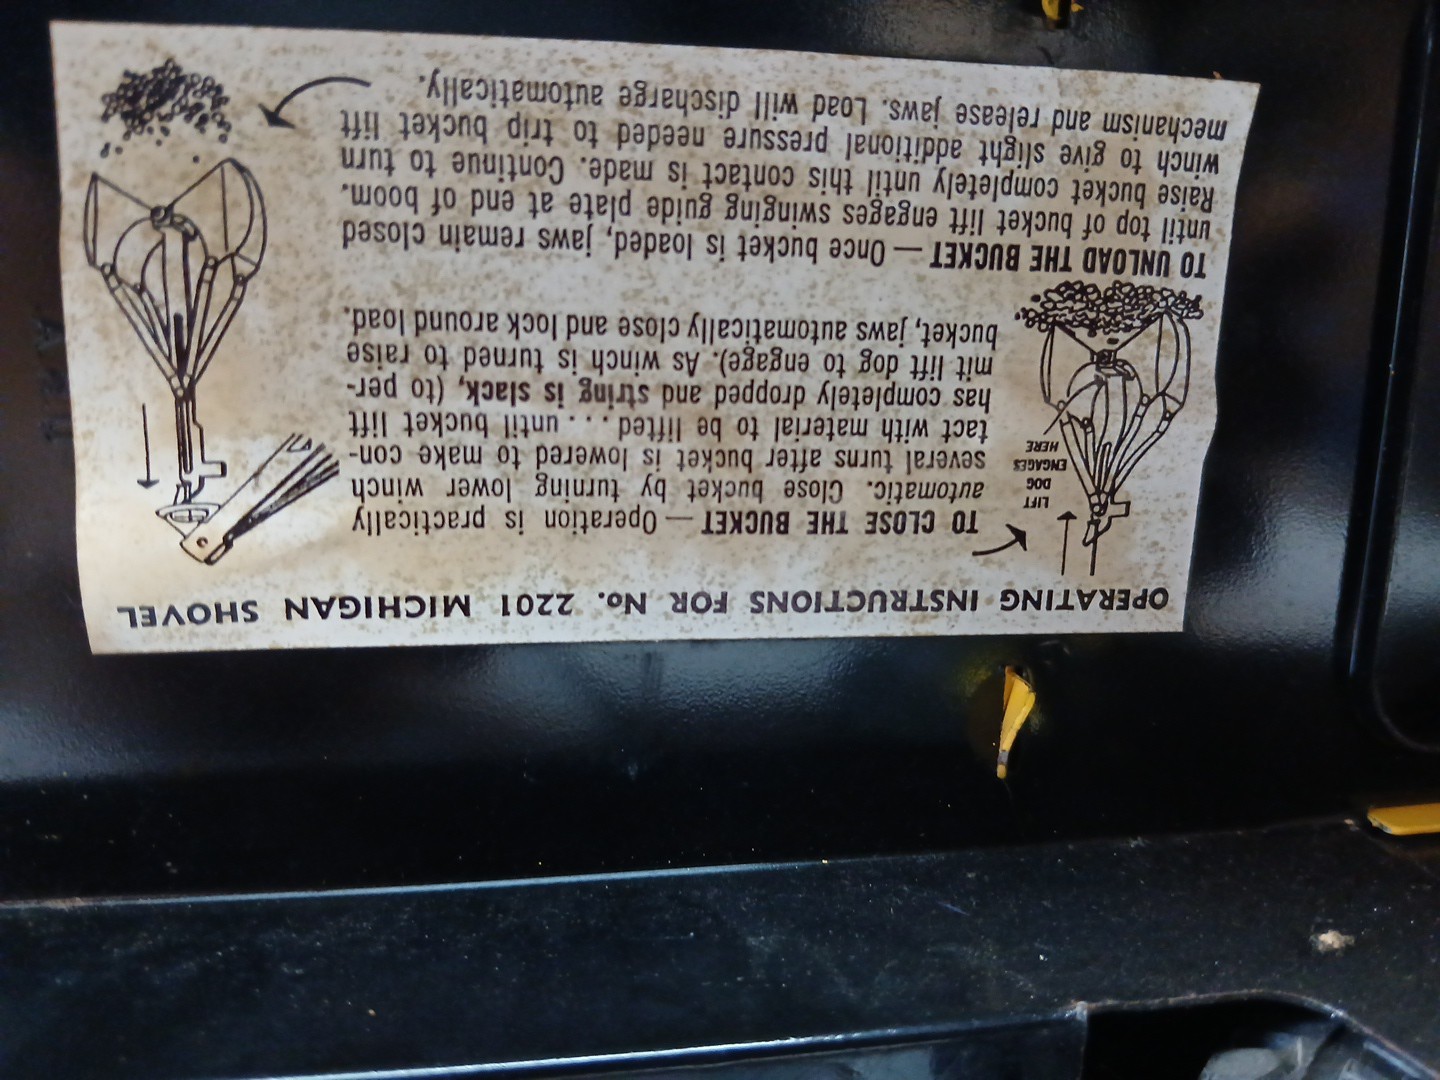 OPERATING INSTRUCTIONS FOR No. 2201 MICHIGAN SHOVEL
TO CLOSE THE BUCKET — Operation is practically
automatic. Close bucket by turning lower winch
several turns after bucket is lowered to make con-
tact with material to be lifted . . . until bucket lift
has completely dropped and string is slack, (to per-
mit lift dog to engage). As winch is turned to raise
bucket, jaws automatically close and lock around load.
LIFT
DOG
ENGAGES
HERE
TO UNLOAD THE BUCKET — Once bucket is loaded, jaws remain closed
until top of bucket lift engages swinging guide plate at end of boom.
Raise bucket completely until this contact is made. Continue to turn
winch to give slight additional pressure needed to trip bucket lift
mechanism and release jaws. Load will discharge automatically.